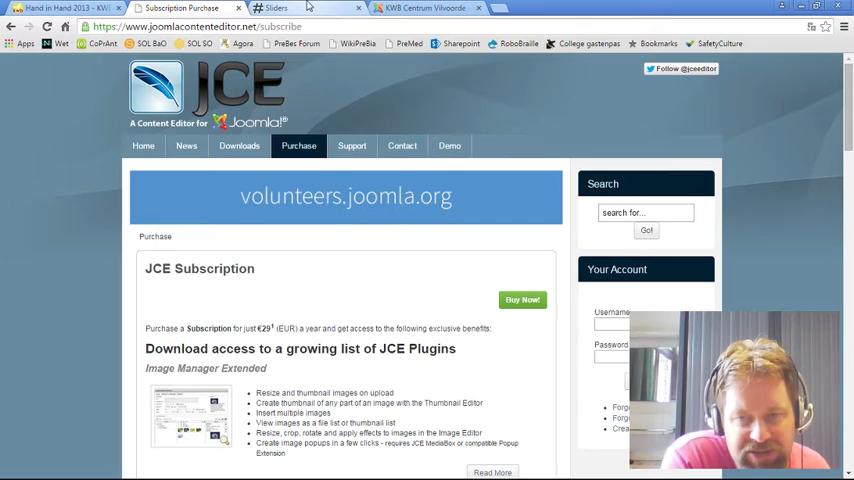 Hand in Hand 2013 - KWB
Subscription Purchase
Sliders
KWB Centrum Vilvoorde
https://www.joomlacontenteditor.net/subscribe
Apps
Wet
CoPrAnt
SOL BaO
SOL SO
Agora
PreBes Forum
WikiPreBia
PreMed
Sharepoint
RoboBraille
College gastenpas
Bookmarks
SafetyCulture
JCE
A Content Editor for Joomla!®
Follow @jceeditor
Home
News
Downloads
Purchase
Support
Contact
Demo
volunteers.joomla.org
Search
search for...
Go!
Purchase
Your Account
JCE Subscription
Buy Now!
Username
Purchase a Subscription for just €29¹ (EUR) a year and get access to the following exclusive benefits:
Password
Download access to a growing list of JCE Plugins
Image Manager Extended
Resize and thumbnail images on upload
Create thumbnail of any part of an image with the Thumbnail Editor
Insert multiple images
View images as a file list or thumbnail list
Resize, crop, rotate and apply effects to images in the Image Editor
Create image popups in a few clicks - requires JCE MediaBox or compatible Popup
Extension
Forg
Forg
Crea
Read More